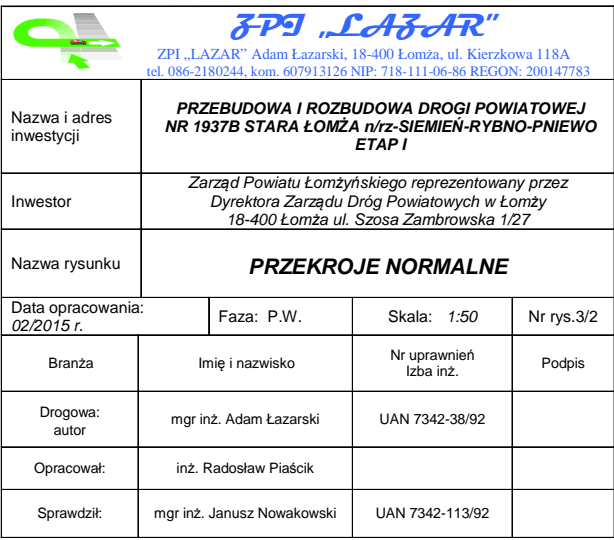 ZPI „ŁAZAR”
ZPI „LAZAR” Adam Łazarski, 18-400 Łomża, ul. Kierzkowa 118A
tel. 086-2180244, kom. 607913126 NIP: 718-111-06-86 REGON: 200147783
Nazwa i adres
inwestycji
PRZEBUDOWA I ROZBUDOWA DROGI POWIATOWEJ
NR 1937B STARA ŁOMŻA n/rz-SIEMIEŃ-RYBNO-PNIEWO
ETAP I
Inwestor
Zarząd Powiatu Łomżyńskiego reprezentowany przez
Dyrektora Zarządu Dróg Powiatowych w Łomży
18-400 Łomża ul. Szosa Zambrowska 1/27
Nazwa rysunku
PRZEKROJE NORMALNE
Data opracowania:
02/2015 r.
Faza: P.W.
Skala: 1:50
Nr rys.3/2
Branża
Imię i nazwisko
Nr uprawnień
Izba inż.
Podpis
Drogowa:
autor
mgr inż. Adam Łazarski
UAN 7342-38/92
Opracował:
inż. Radosław Piaścik
Sprawdził:
mgr inż. Janusz Nowakowski
UAN 7342-113/92